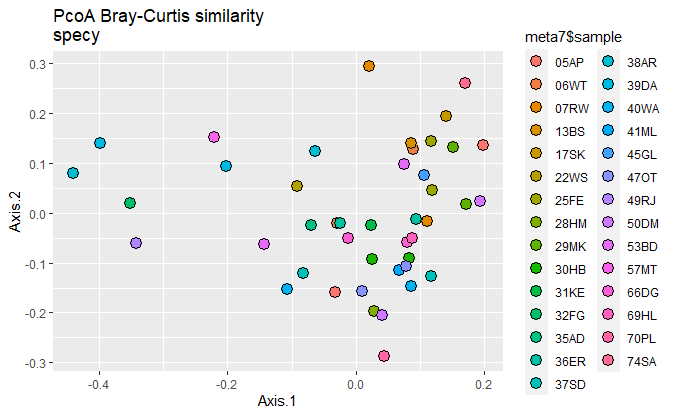 PcoA Bray-Curtis similarity
specy
meta7$sample
05AP
06WT
07RW
13BS
17SK
22WS
25FE
28HM
29MK
30HB
31KE
32FG
35AD
36ER
37SD
38AR
39DA
40WA
41ML
45GL
47OT
49RJ
50DM
53BD
57MT
66DG
69HL
70PL
74SA
Axis.2
0.3
0.2
0.1
0.0
-0.1
-0.2
-0.3
-0.4
-0.2
0.0
0.2
Axis.1